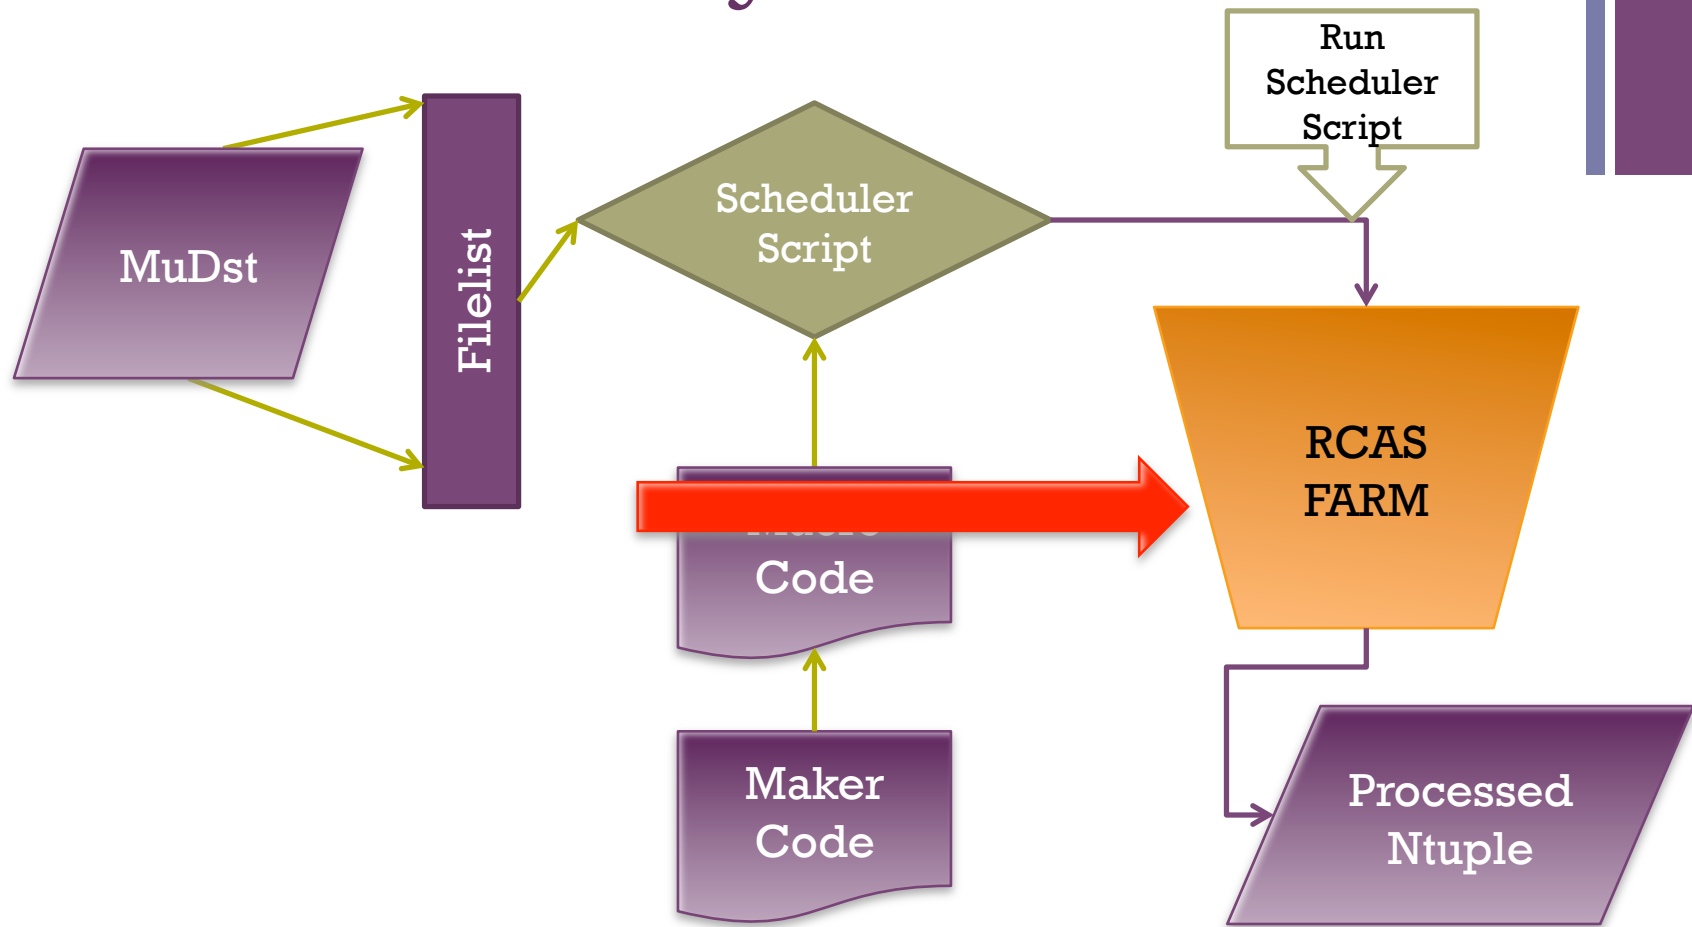 Run
Scheduler
Script
Scheduler
Script
MuDst
Filelist
RCAS
FARM
Code
Maker
Code
Processed
Ntuple